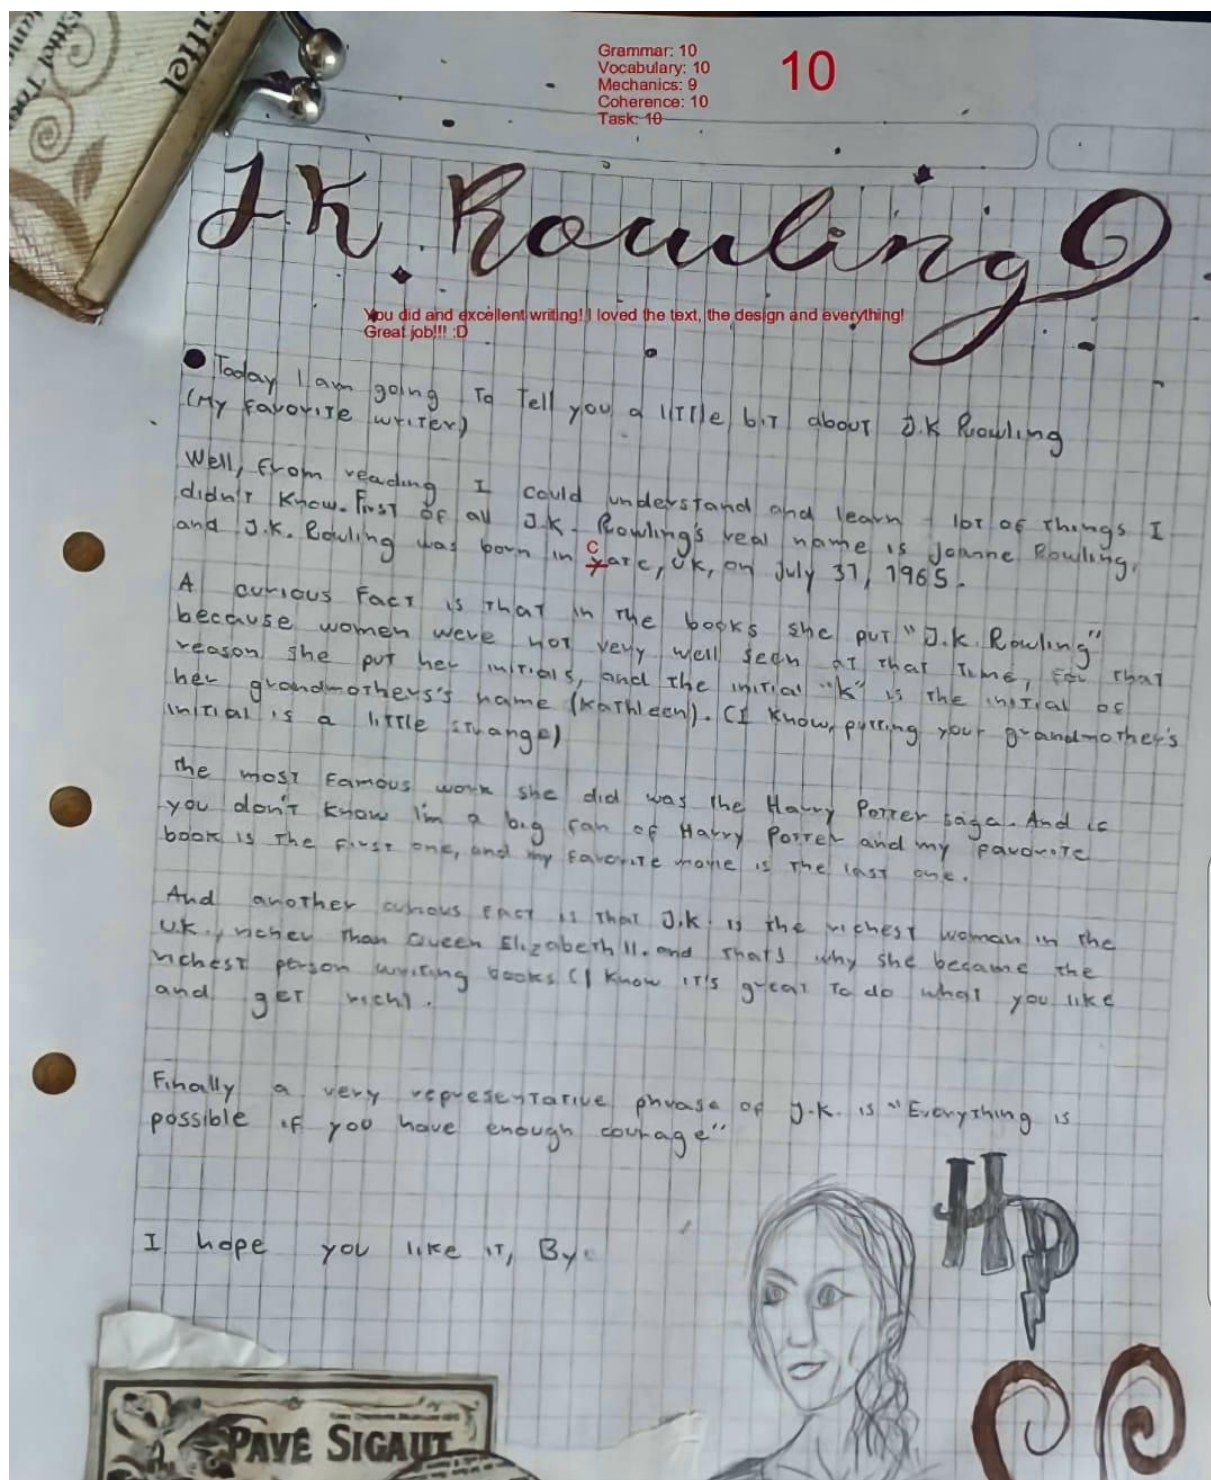 Eiffel
Eiffel Tow
Grammar: 10
Vocabulary: 10
Mechanics: 9
Coherence: 10
Task: 10
10
J.K. Rowling
You did and excellent writing! I loved the text, the design and everything!
Great job!!! :D
Today I am going To Tell you a little bit about J.K Rowling
(My favorite writer)
Well, from reading I could understand and learn lot of things I
didn't know. First of all J.K. Rowling's real name is Joanne Rowling,
and J.K. Rowling was born in Yate, UK, on July 31, 1965.
C
A curious fact is that in the books she put "J.K. Rowling"
because women were not very well seen at that time, for that
reason she put her initials, and the initial "K" is the initial of
her grandmothers's name (Kathleen). (I know, putting your grandmother's
initial is a little strange)
The most famous work she did was the Harry Potter saga. And if
you don't know I'm a big fan of Harry Potter and my favorite
book is the first one, and my favorite movie is the last one.
And another curious fact is that J.K. is the richest woman in the
U.K., richer than Queen Elizabeth II. and that's why she became the
richest person writing books (I know it's great to do what you like
and get rich).
Finally a very representative phrase of J.K. is "Everything is
possible if you have enough courage"
I hope you like it, Bye
HP
PAVÉ SIGAUT